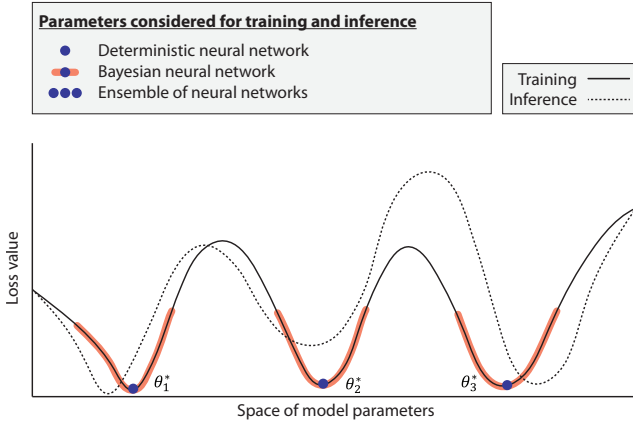 Parameters considered for training and inference
Deterministic neural network
Bayesian neural network
Ensemble of neural networks
Training
Inference
Loss value
θ₁*
θ₂*
θ₃*
Space of model parameters